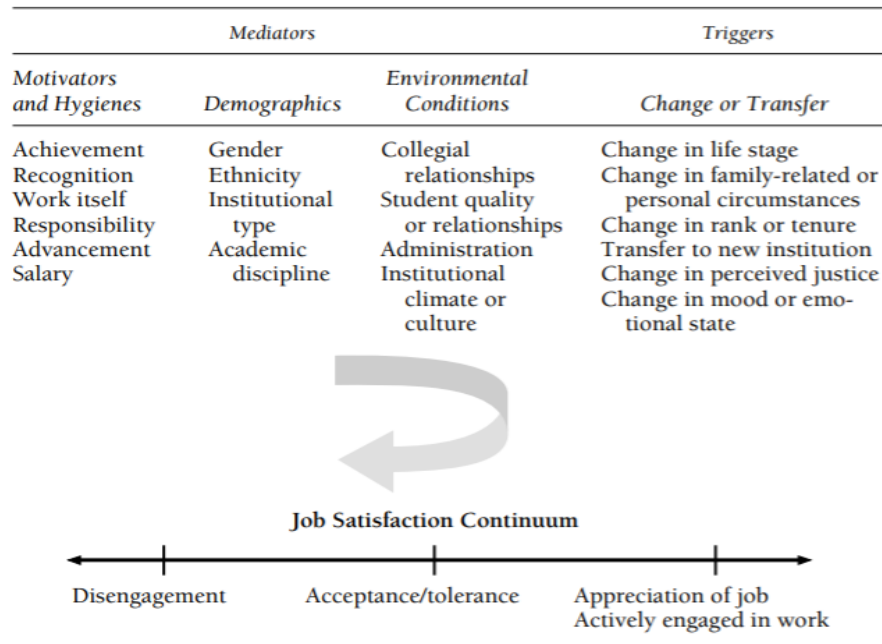 Mediators Triggers
Motivators
and Hygienes Demographics Environmental
Conditions Change or Transfer
Achievement Gender Collegial Change in life stage
Recognition Ethnicity relationships Change in family-related or
Work itself Institutional Student quality personal circumstances
Responsibility type or relationships Change in rank or tenure
Advancement Academic Administration Transfer to new institution
Salary discipline Institutional Change in perceived justice
climate or Change in mood or emo-
culture tional state
Job Satisfaction Continuum
Disengagement Acceptance/tolerance Appreciation of job
Actively engaged in work